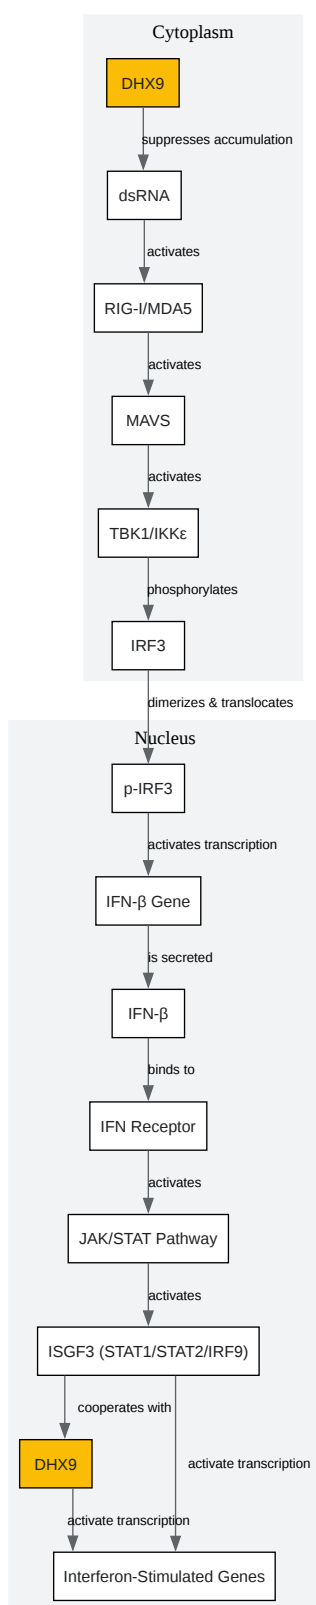 Cytoplasm
DHX9
suppresses accumulation
dsRNA
activates
RIG-I/MDA5
activates
MAVS
activates
TBK1/IKKε
phosphorylates
IRF3
dimerizes & translocates
Nucleus
p-IRF3
activates transcription
IFN-β Gene
is secreted
IFN-β
binds to
IFN Receptor
activates
JAK/STAT Pathway
activates
ISGF3 (STAT1/STAT2/IRF9)
cooperates with
DHX9
activate transcription
activate transcription
Interferon-Stimulated Genes